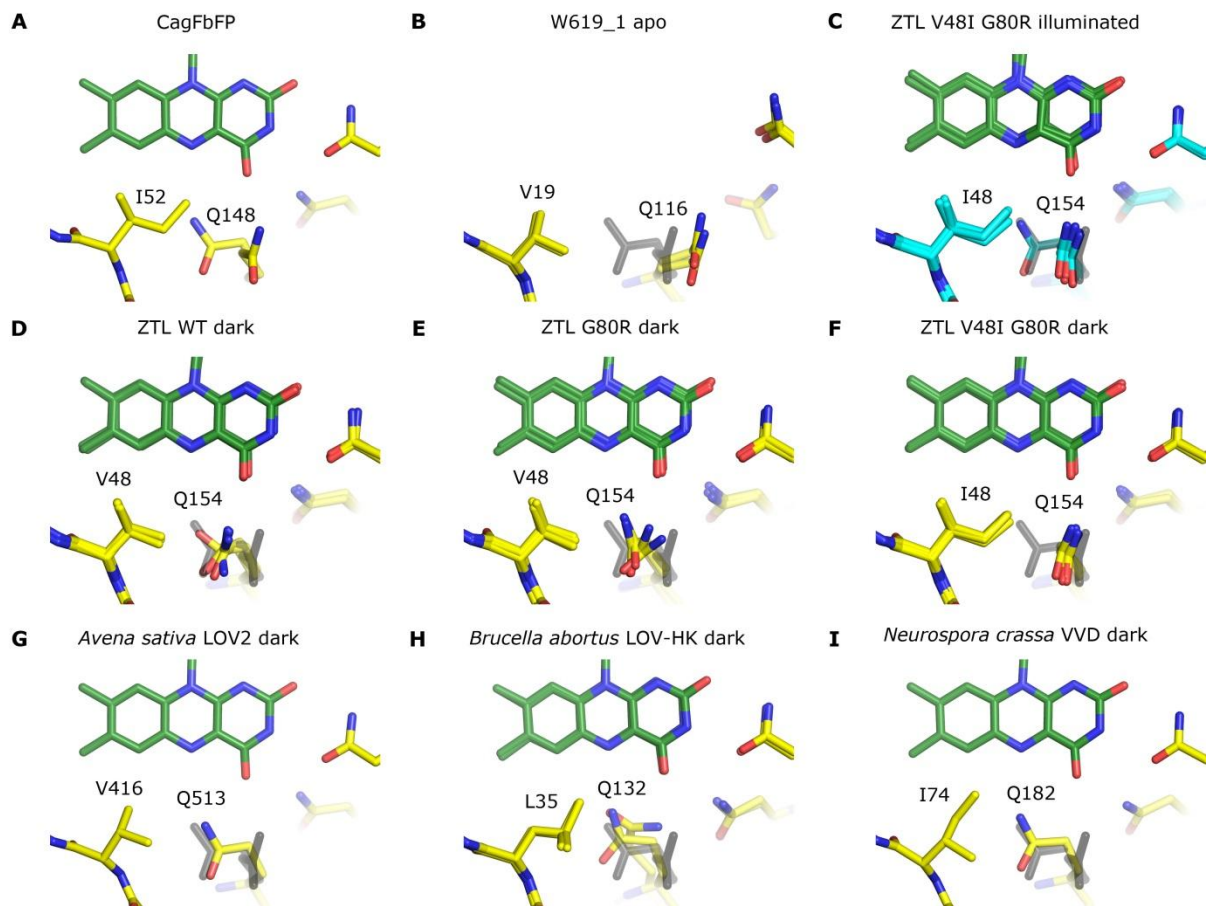 A CagFbFP
B W619_1 apo
C ZTL V48I G80R illuminated
I52
Q148
V19
Q116
I48
Q154
D ZTL WT dark
E ZTL G80R dark
F ZTL V48I G80R dark
V48
Q154
V48
Q154
I48
Q154
G Avena sativa LOV2 dark
H Brucella abortus LOV-HK dark
I Neurospora crassa VVD dark
V416
Q513
L35
Q132
I74
Q182